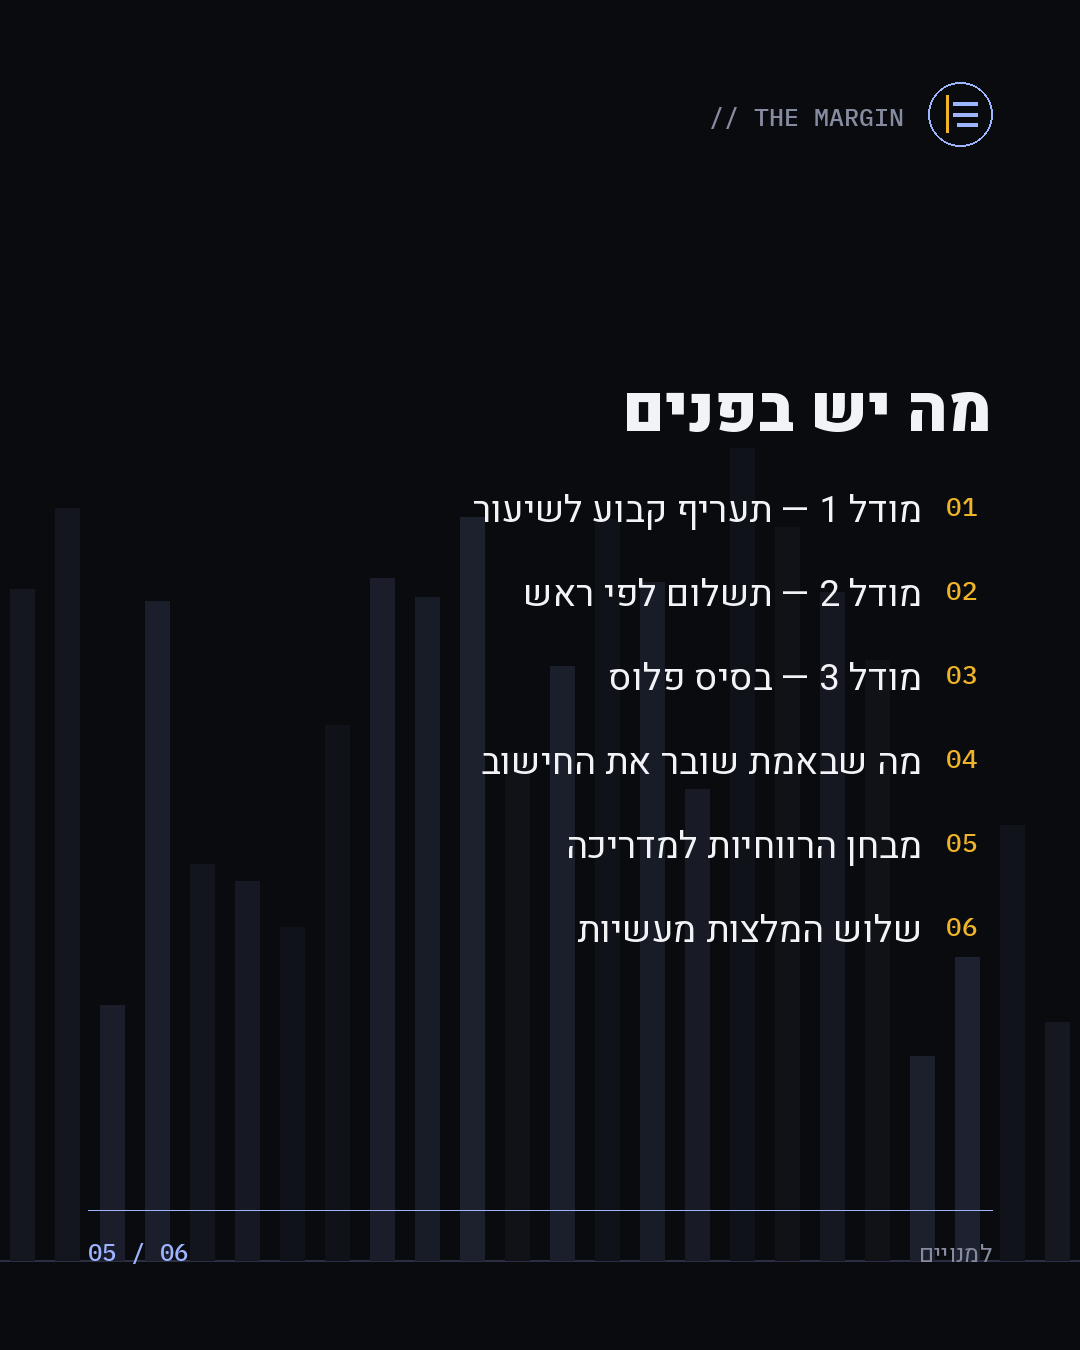 // THE MARGIN
מה יש בפנים
01 מודל 1 — תעריף קבוע לשיעור
02 מודל 2 — תשלום לפי ראש
03 מודל 3 — בסיס פלוס
04 מה שבאמת שובר את החישוב
05 מבחן הרווחיות למדריכה
06 שלוש המלצות מעשיות
למנויים
05 / 06